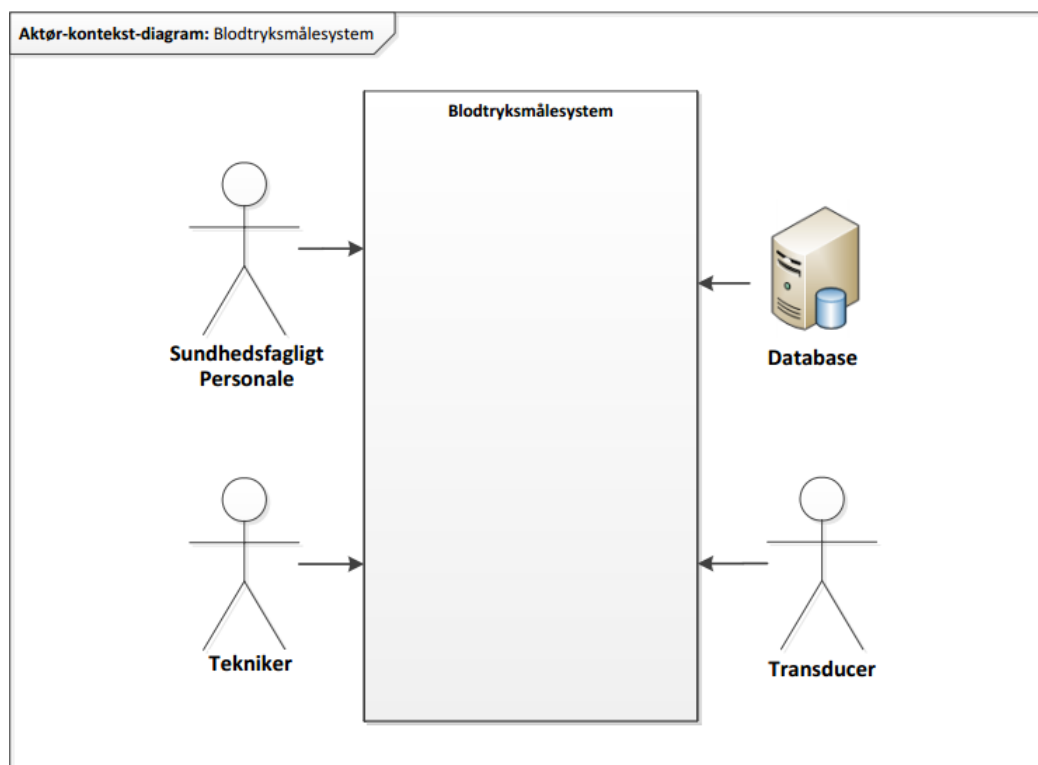 Aktør-kontekst-diagram: Blodtryksmålesystem
Blodtryksmålesystem
Sundhedsfagligt
Personale
Database
Tekniker
Transducer